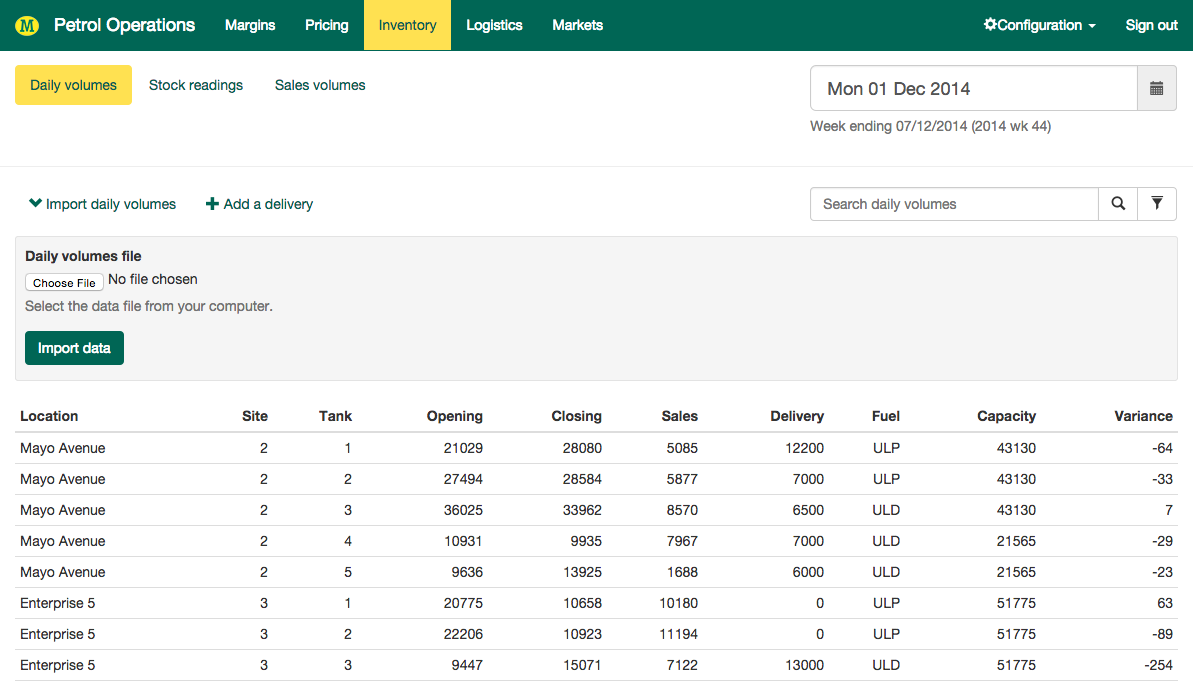 M Petrol Operations Margins Pricing Inventory Logistics Markets Configuration Sign out
Daily volumes Stock readings Sales volumes Mon 01 Dec 2014
Week ending 07/12/2014 (2014 wk 44)
Import daily volumes Add a delivery Search daily volumes
Daily volumes file
Choose File No file chosen
Select the data file from your computer.
Import data
Location Site Tank Opening Closing Sales Delivery Fuel Capacity Variance
Mayo Avenue 2 1 21029 28080 5085 12200 ULP 43130 -64
Mayo Avenue 2 2 27494 28584 5877 7000 ULP 43130 -33
Mayo Avenue 2 3 36025 33962 8570 6500 ULD 43130 7
Mayo Avenue 2 4 10931 9935 7967 7000 ULD 21565 -29
Mayo Avenue 2 5 9636 13925 1688 6000 ULD 21565 -23
Enterprise 5 3 1 20775 10658 10180 0 ULP 51775 63
Enterprise 5 3 2 22206 10923 11194 0 ULP 51775 -89
Enterprise 5 3 3 9447 15071 7122 13000 ULD 51775 -254